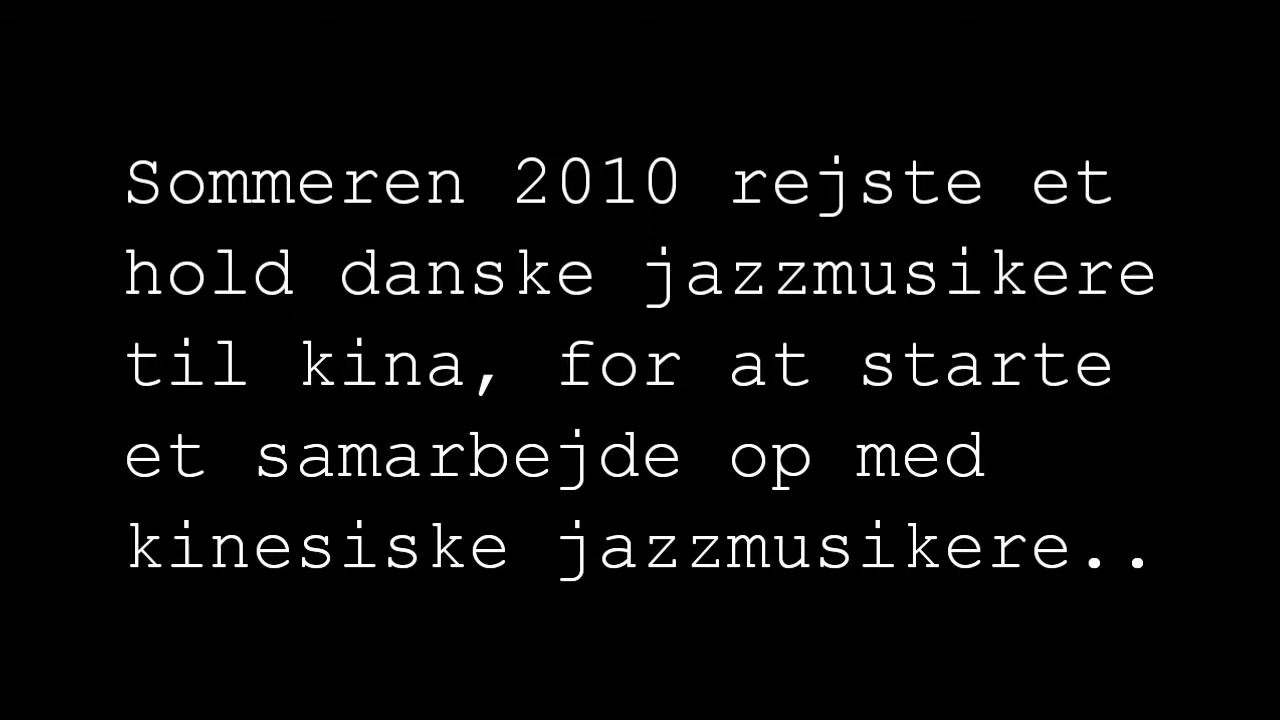 Sommeren 2010 rejste et
hold danske jazzmusikere
til kina, for at starte
et samarbejde op med
kinesiske jazzmusikere..